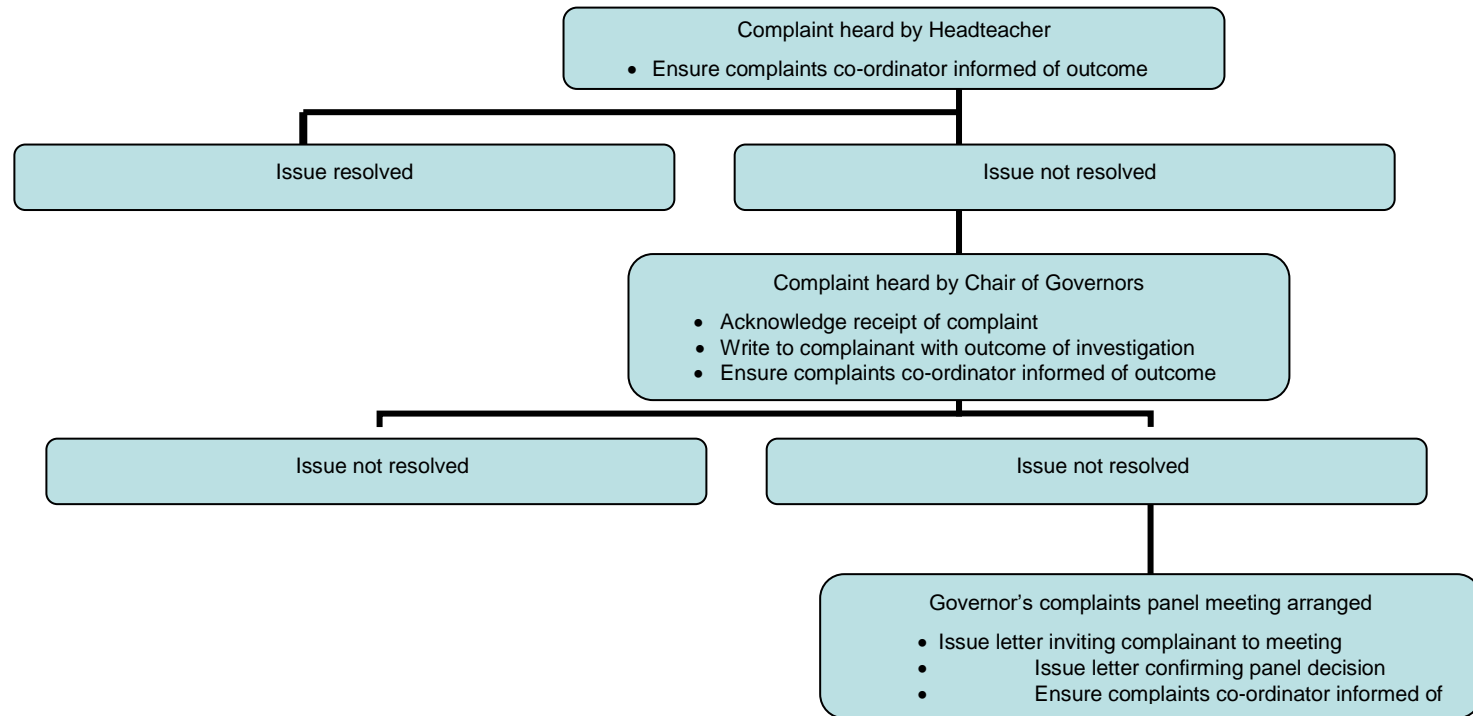 Complaint heard by Headteacher
• Ensure complaints co-ordinator informed of outcome
Issue resolved
Issue not resolved
Complaint heard by Chair of Governors
• Acknowledge receipt of complaint
• Write to complainant with outcome of investigation
• Ensure complaints co-ordinator informed of outcome
Issue not resolved
Issue not resolved
Governor’s complaints panel meeting arranged
• Issue letter inviting complainant to meeting
• Issue letter confirming panel decision
• Ensure complaints co-ordinator informed of